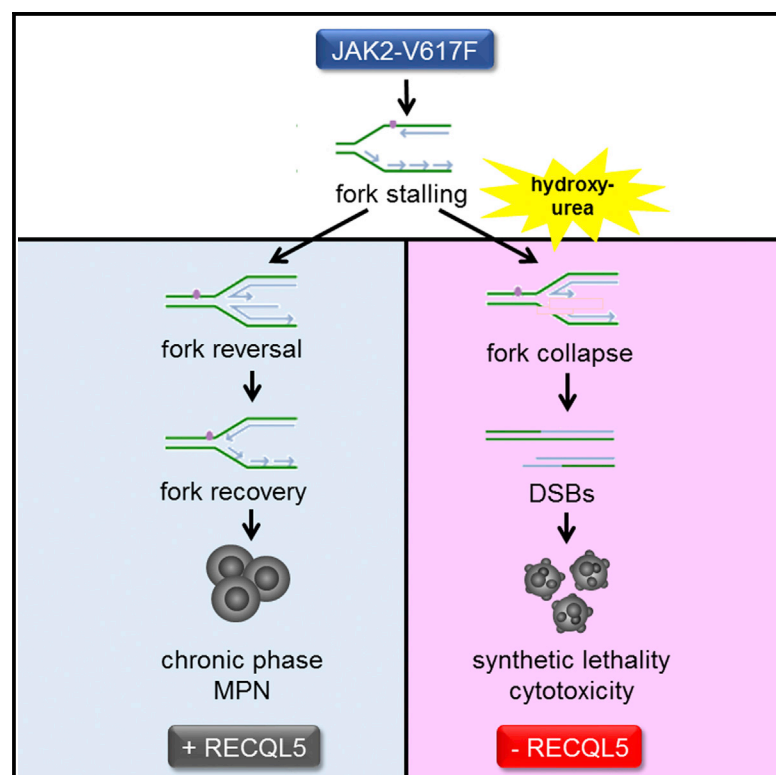 JAK2-V617F
fork stalling
hydroxy-
urea
fork reversal
fork collapse
fork recovery
DSBs
chronic phase
MPN
synthetic lethality
cytotoxicity
+ RECQL5
- RECQL5